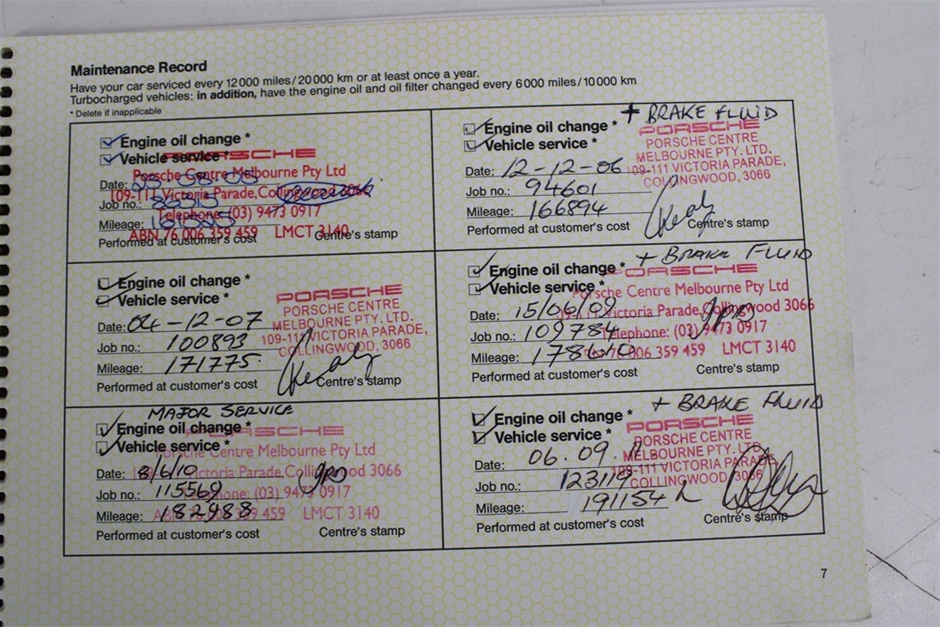 Maintenance Record
Have your car serviced every 12000 miles/20000 km or at least once a year.
Turbocharged vehicles: in addition, have the engine oil and oil filter changed every 6000 miles/10000 km
* Delete if inapplicable
Engine oil change *
Vehicle service *
PORSCHE
Porsche Centre Melbourne Pty Ltd
109-111 Victoria Parade, Collingwood 3066
Telephone: (03) 9473 0917
ABN 76 006 359 459 LMCT 3140
Date:
Job no.:
Mileage:
Performed at customer's cost
Centre's stamp
+ BRAKE FLUID
Engine oil change *
Vehicle service *
PORSCHE
PORSCHE CENTRE
MELBOURNE PTY. LTD.
109-111 VICTORIA PARADE,
COLLINGWOOD, 3066
Date: 12-12-06
Job no.: 94601
Mileage: 166894
Performed at customer's cost
Centre's stamp
Engine oil change *
Vehicle service *
PORSCHE
PORSCHE CENTRE
MELBOURNE PTY. LTD.
109-111 VICTORIA PARADE,
COLLINGWOOD, 3066
Date: 04-12-07
Job no.: 100893
Mileage: 171775
Performed at customer's cost
Centre's stamp
+ BRAKE FLUID
Engine oil change *
Vehicle service *
PORSCHE
Porsche Centre Melbourne Pty Ltd
Victoria Parade, Collingwood 3066
Telephone: (03) 9473 0917
006 359 459 LMCT 3140
Date: 15/06/09
Job no.: 109784
Mileage:
Performed at customer's cost
Centre's stamp
MAJOR SERVICE
Engine oil change *
Vehicle service *
PORSCHE
Porsche Centre Melbourne Pty Ltd
Victoria Parade, Collingwood 3066
(03) 9473 0917
459 LMCT 3140
Date: 8/6/10
Job no.: 115569
Mileage: 182988
Performed at customer's cost
Centre's stamp
+ BRAKE FLUID
Engine oil change *
Vehicle service *
PORSCHE
PORSCHE CENTRE
MELBOURNE PTY. LTD.
109-111 VICTORIA PARADE,
COLLINGWOOD, 3066
Date: 06.09.
Job no.: 123119
Mileage: 191154
Performed at customer's cost
Centre's stamp
7